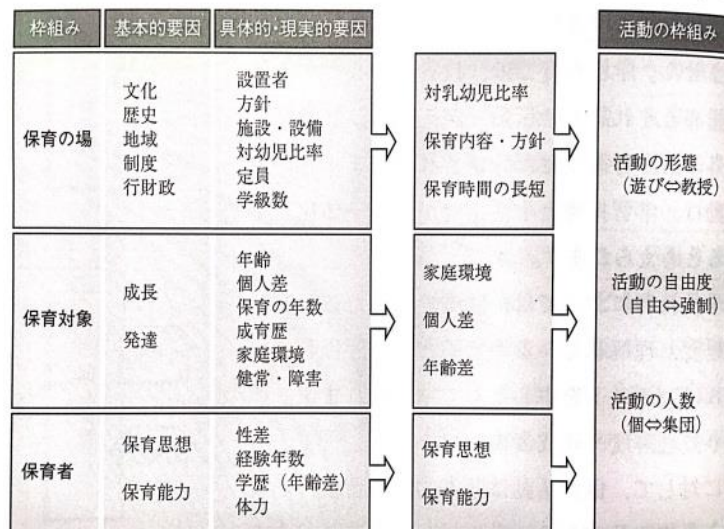 枠組み
基本的要因
具体的・現実的要因
活動の枠組み
保育の場
文化
歴史
地域
制度
行財政
設置者
方針
施設・設備
対幼児比率
定員
学級数
対乳幼児比率
保育内容・方針
保育時間の長短
保育対象
成長
発達
年齢
個人差
保育の年数
成育歴
家庭環境
健常・障害
家庭環境
個人差
年齢差
保育者
保育思想
保育能力
性差
経験年数
学歴（年齢差）
体力
保育思想
保育能力
活動の形態
（遊び⇔教授）
活動の自由度
（自由⇔強制）
活動の人数
（個⇔集団）